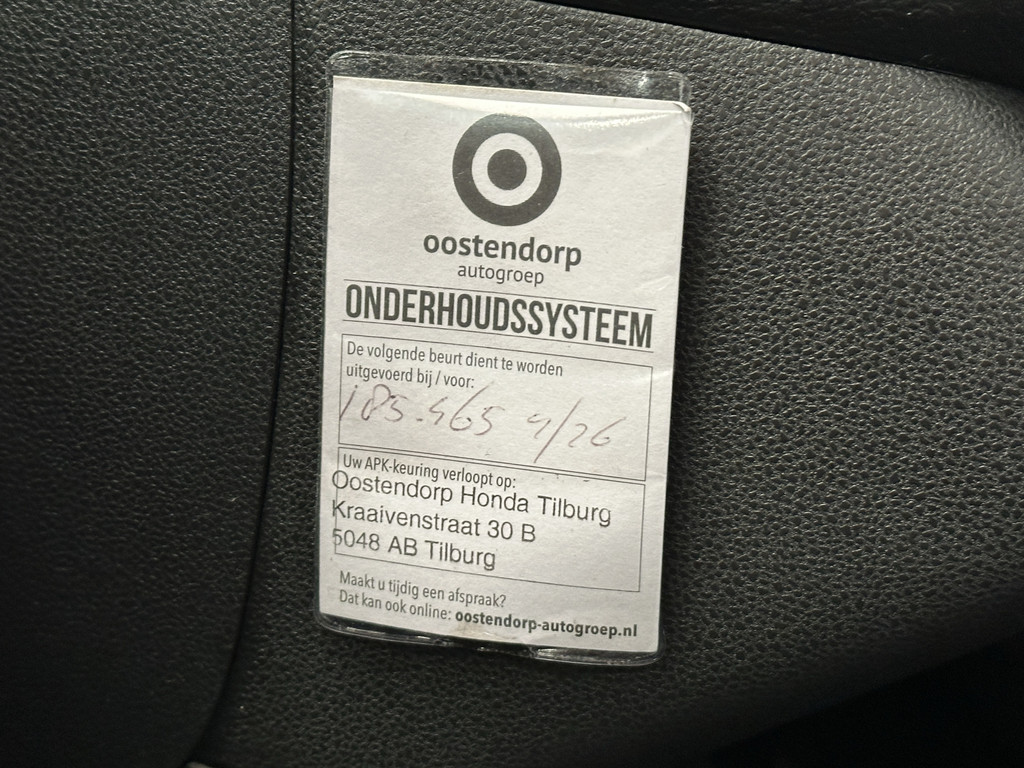 oostendorp
autogroep
ONDERHOUDSSYSTEEM
De volgende beurt dient te worden
uitgevoerd bij / voor:
185.465 9/26
Uw APK-keuring verloopt op:
Oostendorp Honda Tilburg
Kraaivenstraat 30 B
5048 AB Tilburg
Maakt u tijdig een afspraak?
Dat kan ook online: oostendorp-autogroep.nl